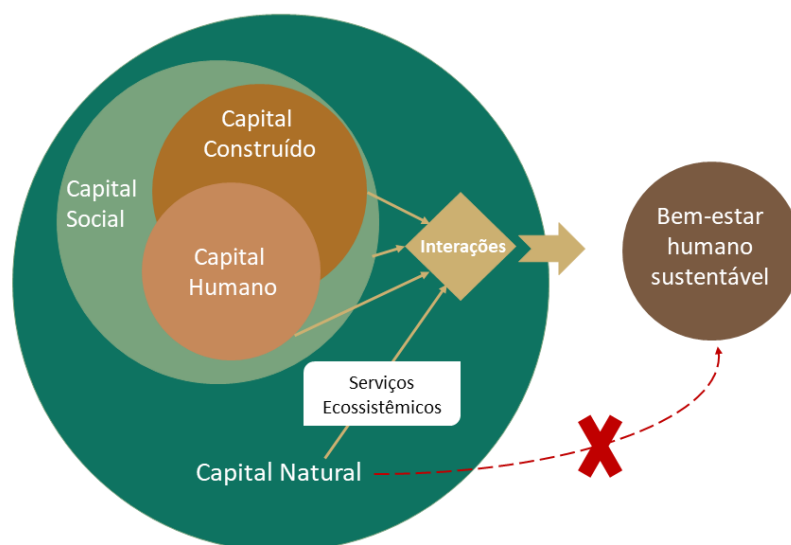 Capital
Construído
Capital
Social
Capital
Humano
Interações
Bem-estar
humano
sustentável
Serviços
Ecossistêmicos
Capital Natural